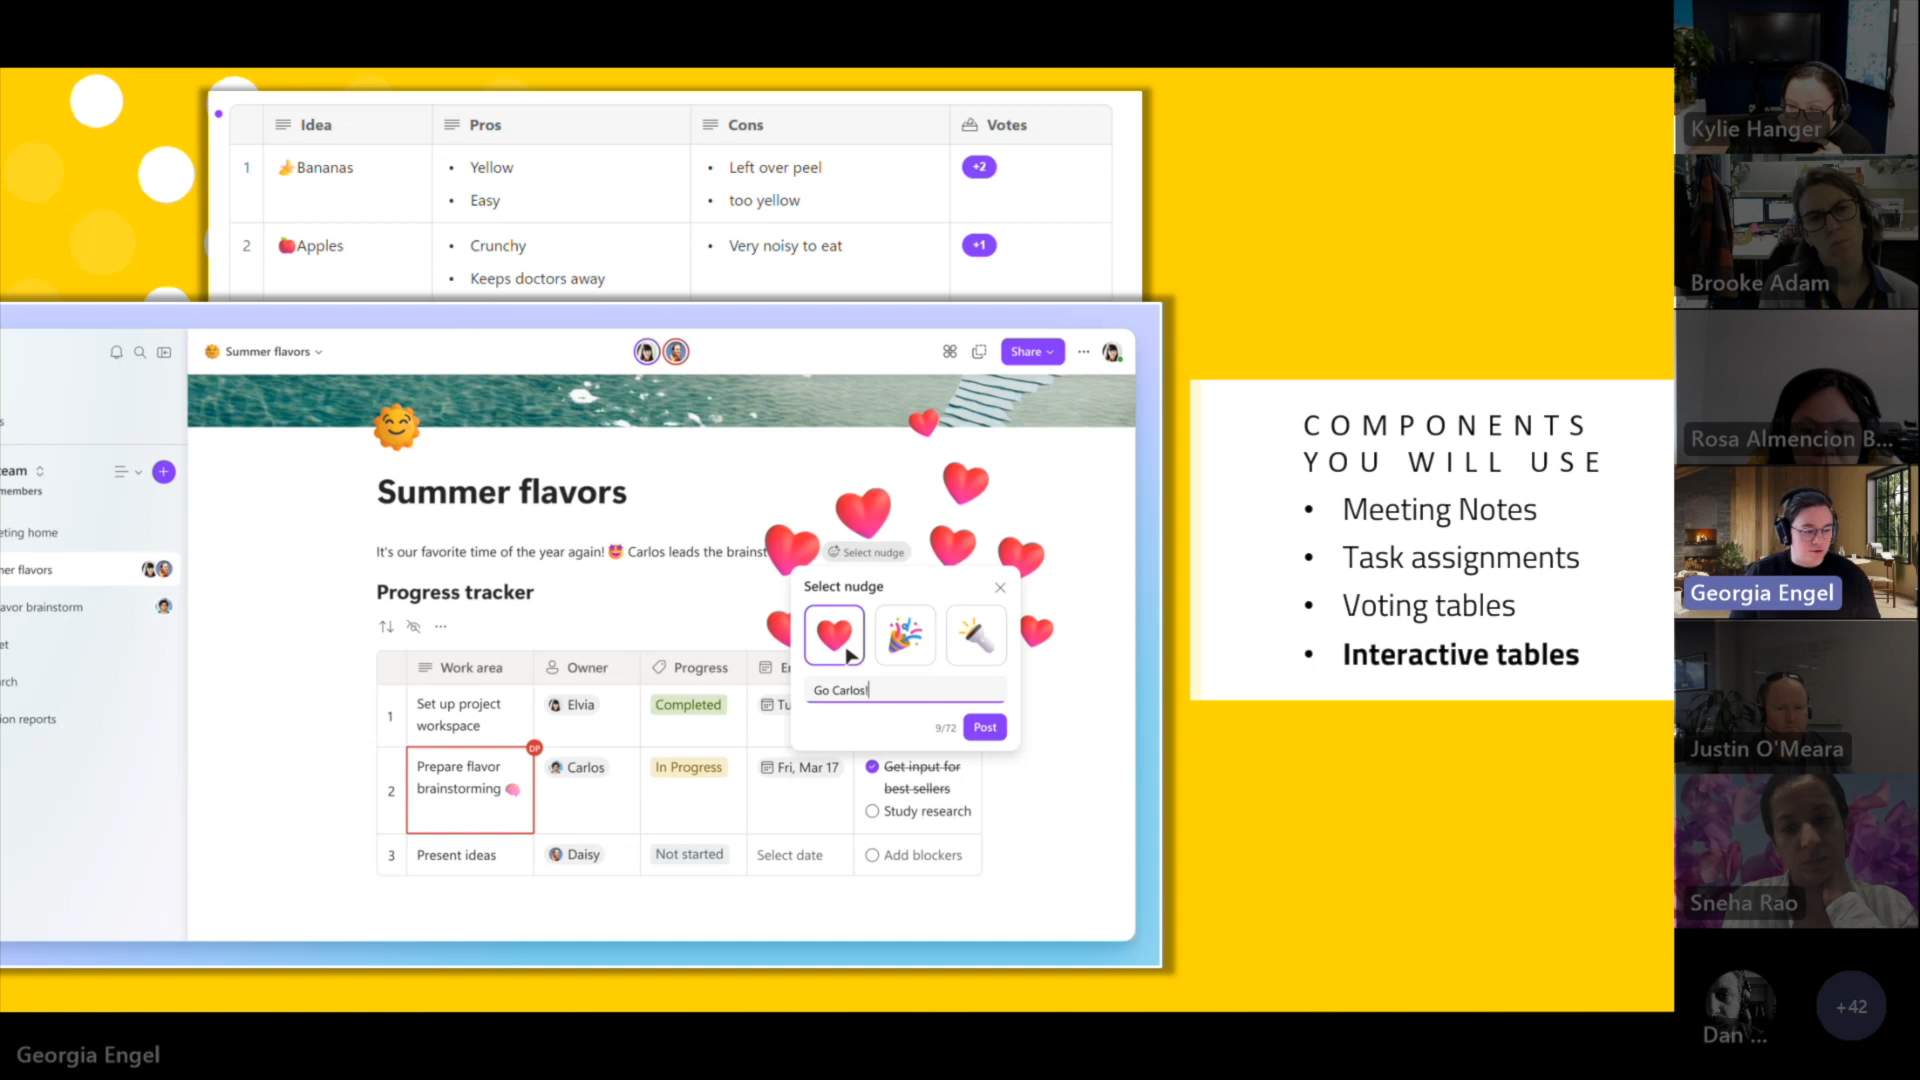 Idea Pros Cons Votes
1 Bananas Yellow Left over peel +2
Easy too yellow
2 Apples Crunchy Very noisy to eat +1
Keeps doctors away
Summer flavors
Share
eam
members
eting home
er flavors
avor brainstorm
et
rch
ion reports
Summer flavors
It's our favorite time of the year again! Carlos leads the brainst
Select nudge
Progress tracker
Select nudge
Go Carlos!
9/72 Post
Work area Owner Progress
1 Set up project workspace Elvia Completed Tu
DP
2 Prepare flavor brainstorming Carlos In Progress Fri, Mar 17
Get input for best sellers
Study research
3 Present ideas Daisy Not started Select date Add blockers
COMPONENTS
YOU WILL USE
• Meeting Notes
• Task assignments
• Voting tables
• Interactive tables
Kylie Hanger
Brooke Adam
Rosa Almencion B...
Georgia Engel
Justin O'Meara
Sneha Rao
Dan ...
+42
Georgia Engel